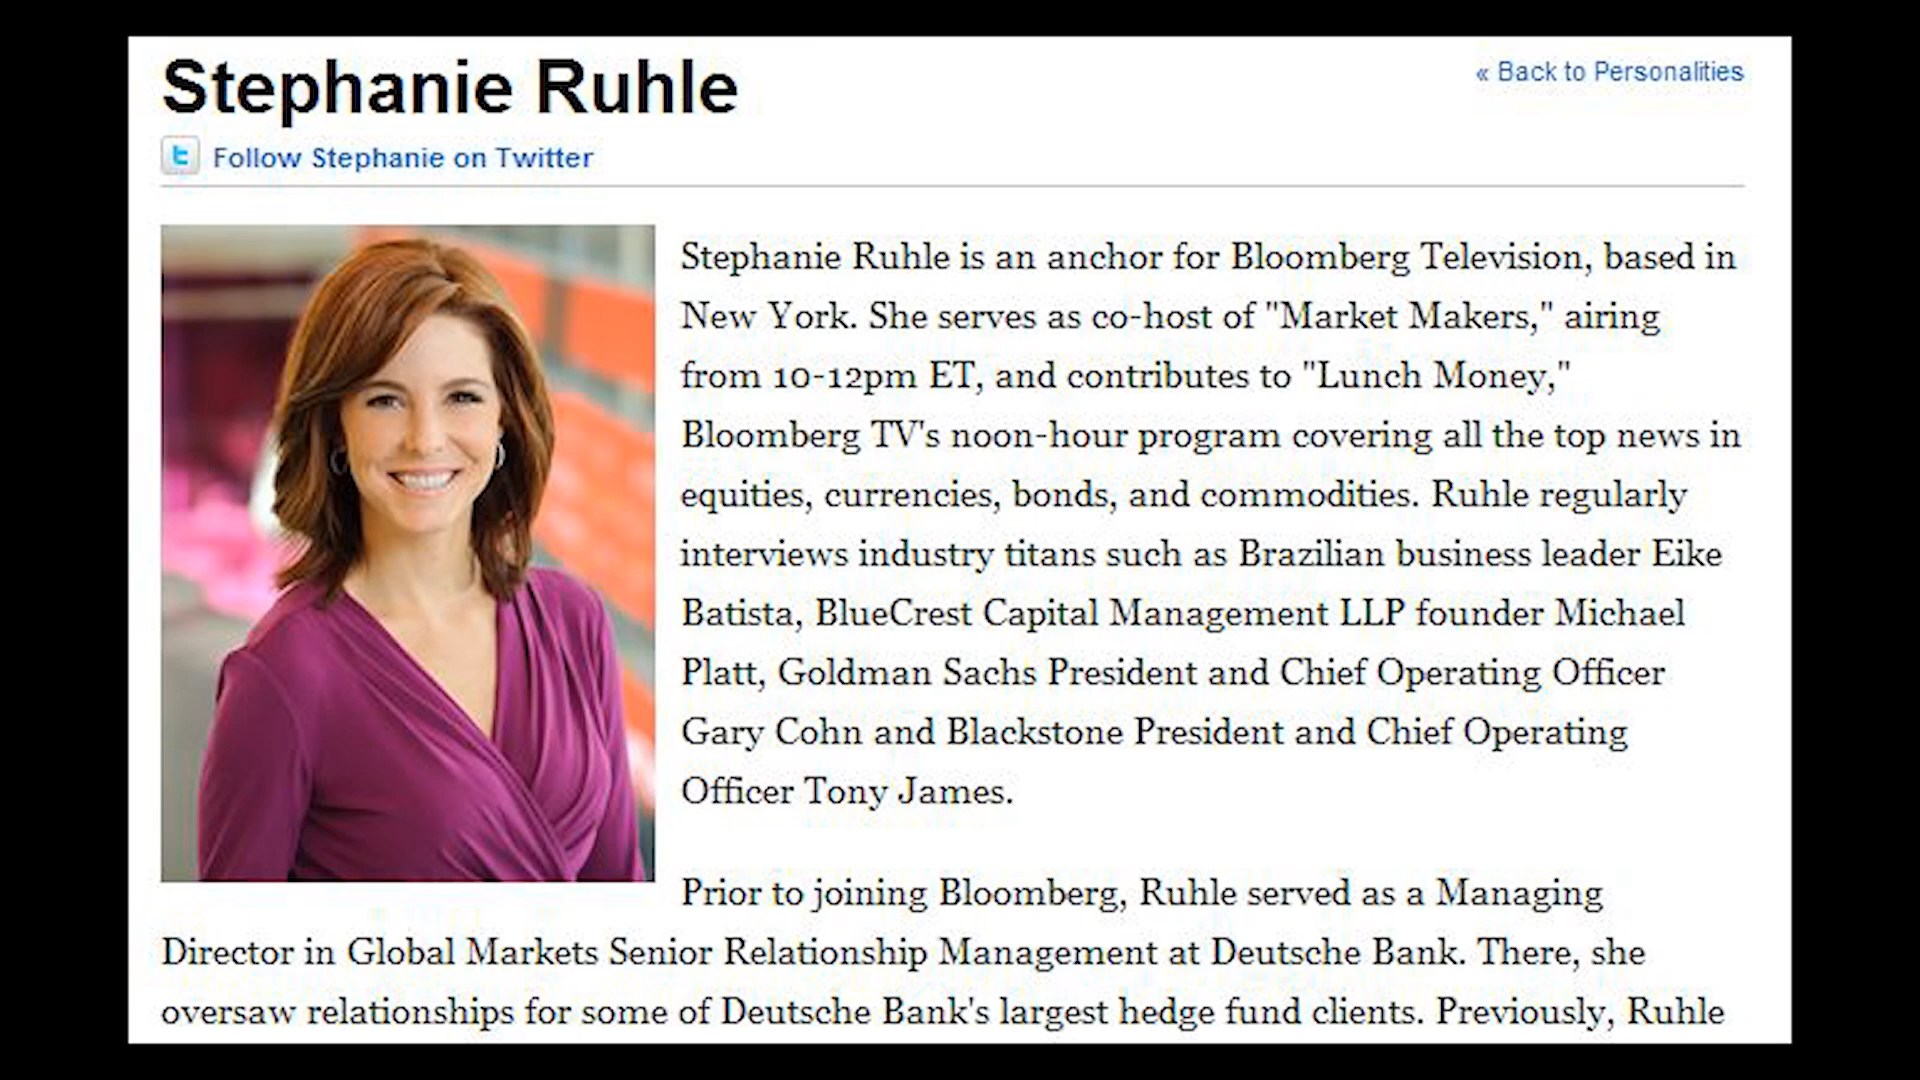 Stephanie Ruhle
« Back to Personalities
Follow Stephanie on Twitter
Stephanie Ruhle is an anchor for Bloomberg Television, based in
New York. She serves as co-host of "Market Makers," airing
from 10-12pm ET, and contributes to "Lunch Money,"
Bloomberg TV's noon-hour program covering all the top news in
equities, currencies, bonds, and commodities. Ruhle regularly
interviews industry titans such as Brazilian business leader Eike
Batista, BlueCrest Capital Management LLP founder Michael
Platt, Goldman Sachs President and Chief Operating Officer
Gary Cohn and Blackstone President and Chief Operating
Officer Tony James.
Prior to joining Bloomberg, Ruhle served as a Managing
Director in Global Markets Senior Relationship Management at Deutsche Bank. There, she
oversaw relationships for some of Deutsche Bank's largest hedge fund clients. Previously, Ruhle